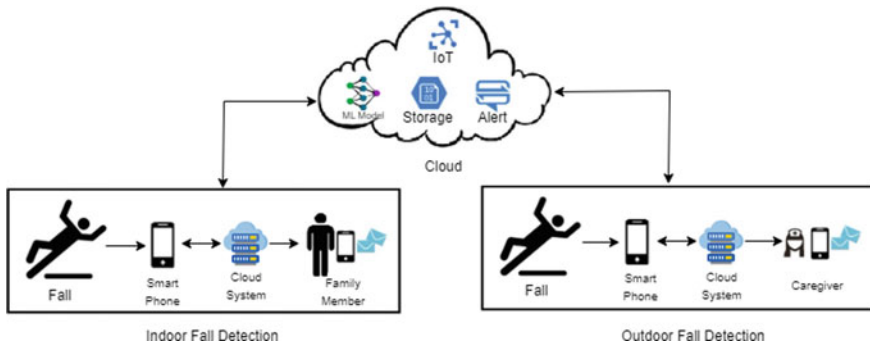 IoT
ML Model
Storage
Alert
Cloud
Fall
Smart
Phone
Cloud
System
Family
Member
Indoor Fall Detection
Fall
Smart
Phone
Cloud
System
Caregiver
Outdoor Fall Detection